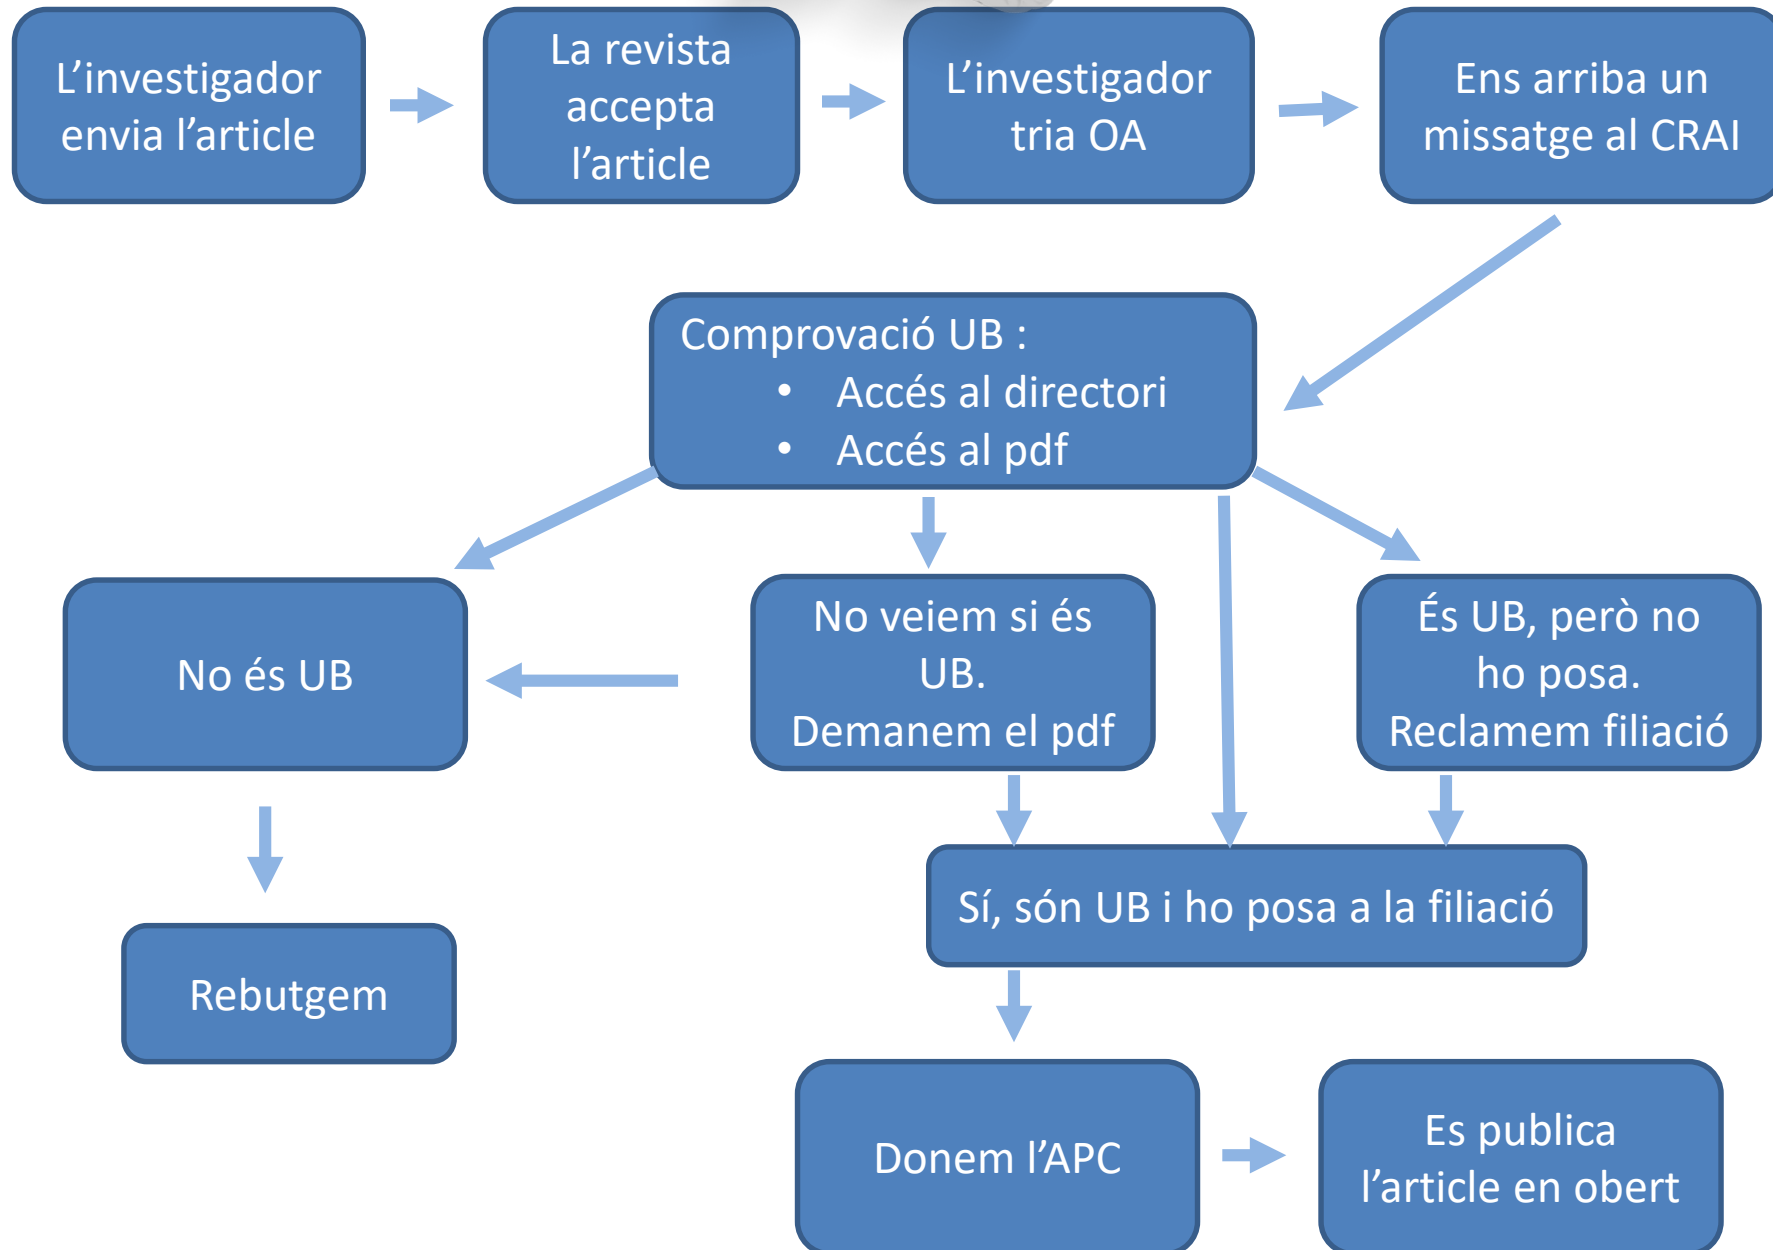 L’investigador
envia l’article
La revista
accepta
l’article
L’investigador
tria OA
Ens arriba un
missatge al CRAI
Comprovació UB :
• Accés al directori
• Accés al pdf
No és UB
No veiem si és
UB.
Demanem el pdf
És UB, però no
ho posa.
Reclamem filiació
Sí, són UB i ho posa a la filiació
Rebutgem
Donem l’APC
Es publica
l’article en obert